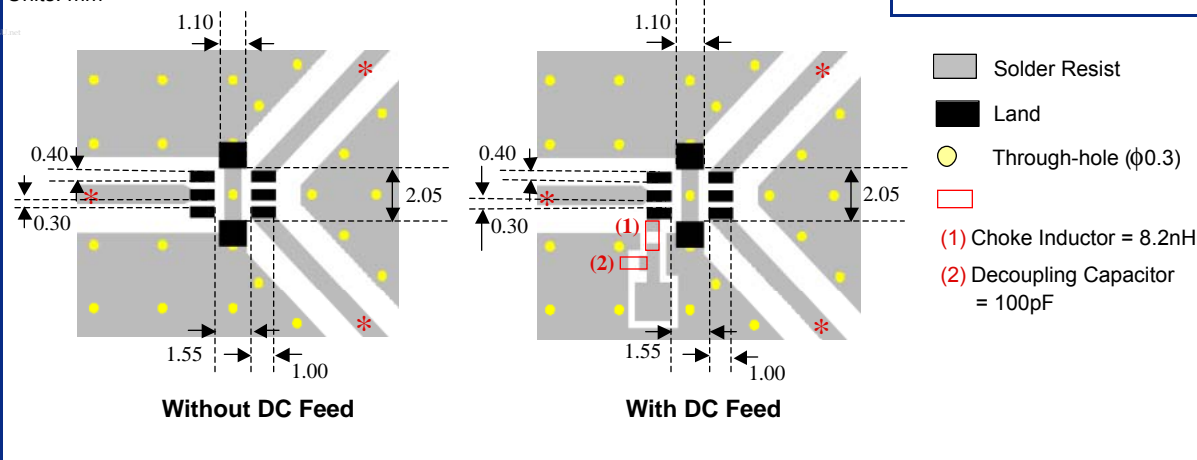 1.10
0.40
0.30
*
*
*
2.05
1.55
1.00
Without DC Feed
1.10
0.40
0.30
*
*
*
(1)
(2)
2.05
1.55
1.00
With DC Feed
Solder Resist
Land
Through-hole (ϕ0.3)
(1) Choke Inductor = 8.2nH
(2) Decoupling Capacitor
= 100pF